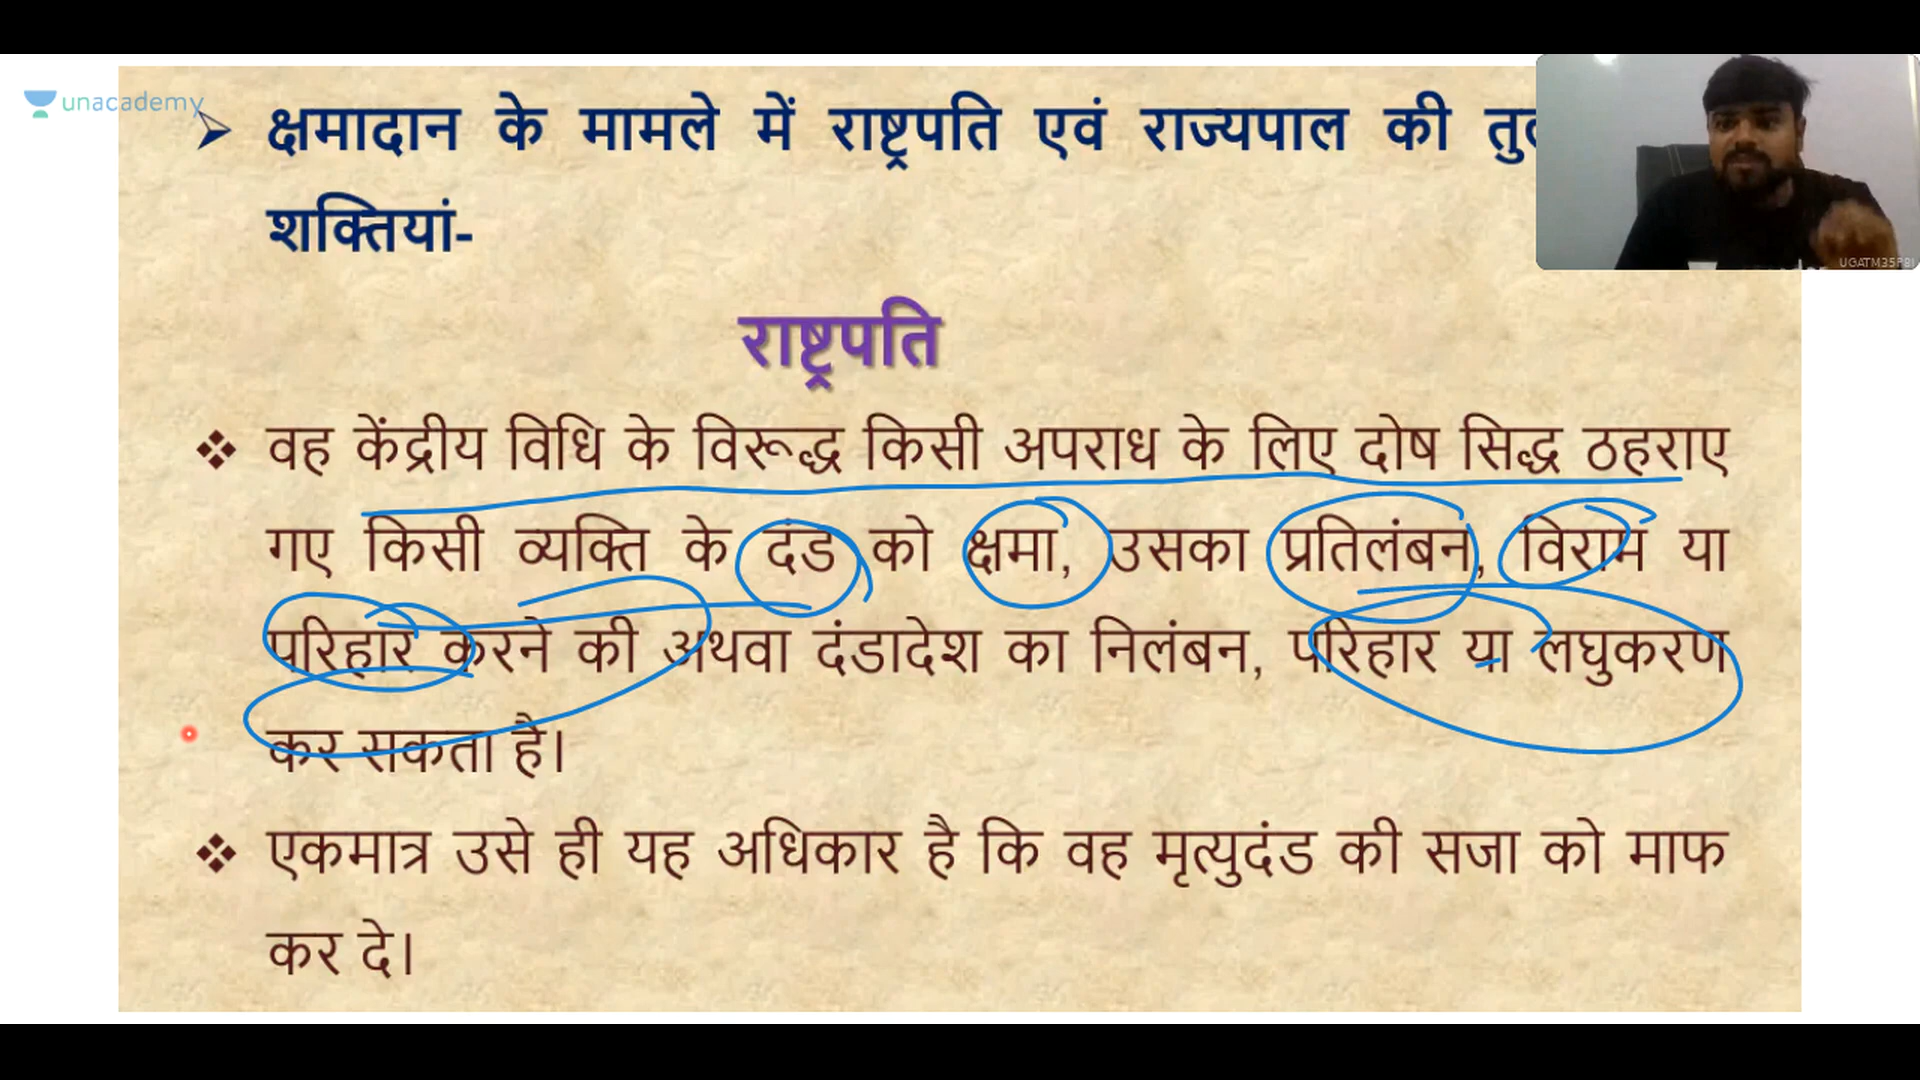 unacademy
क्षमादान के मामले में राष्ट्रपति एवं राज्यपाल की
शक्तियां-
राष्ट्रपति
वह केंद्रीय विधि के विरूद्ध किसी अपराध के लिए दोष सिद्ध ठहराए
गए किसी व्यक्ति के दंड को क्षमा, उसका प्रतिलंबन, विराम या
परिहार करने की अथवा दंडादेश का निलंबन, परिहार या लघुकरण
कर सकता है।
एकमात्र उसे ही यह अधिकार है कि वह मृत्युदंड की सजा को माफ
कर दे।